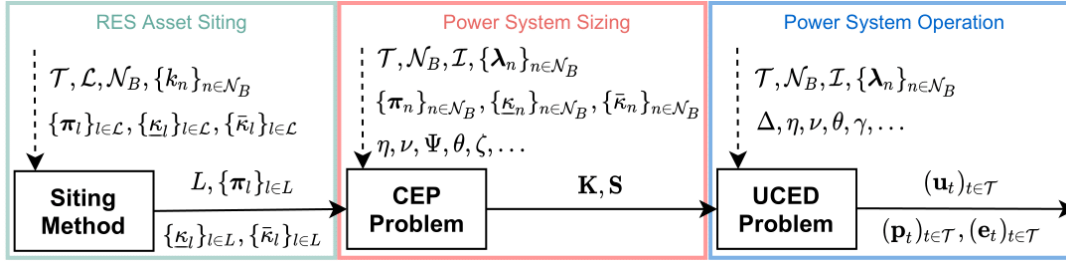 RES Asset Siting
𝒯, ℒ, 𝒩_B, {k_n}_{n∈𝒩_B}
{𝝅_l}_{l∈ℒ}, {κ̲_l}_{l∈ℒ}, {κ̄_l}_{l∈ℒ}
Siting
Method
L, {𝝅_l}_{l∈L}
{κ̲_l}_{l∈L}, {κ̄_l}_{l∈L}
Power System Sizing
𝒯, 𝒩_B, ℐ, {𝝀_n}_{n∈𝒩_B}
{𝝅_n}_{n∈𝒩_B}, {κ̲_n}_{n∈𝒩_B}, {κ̄_n}_{n∈𝒩_B}
η, ν, Ψ, θ, ζ, …
CEP
Problem
𝐊, 𝐒
Power System Operation
𝒯, 𝒩_B, ℐ, {𝝀_n}_{n∈𝒩_B}
Δ, η, ν, θ, γ, …
UCED
Problem
(𝐮_t)_{t∈𝒯}
(𝐩_t)_{t∈𝒯}, (𝐞_t)_{t∈𝒯}